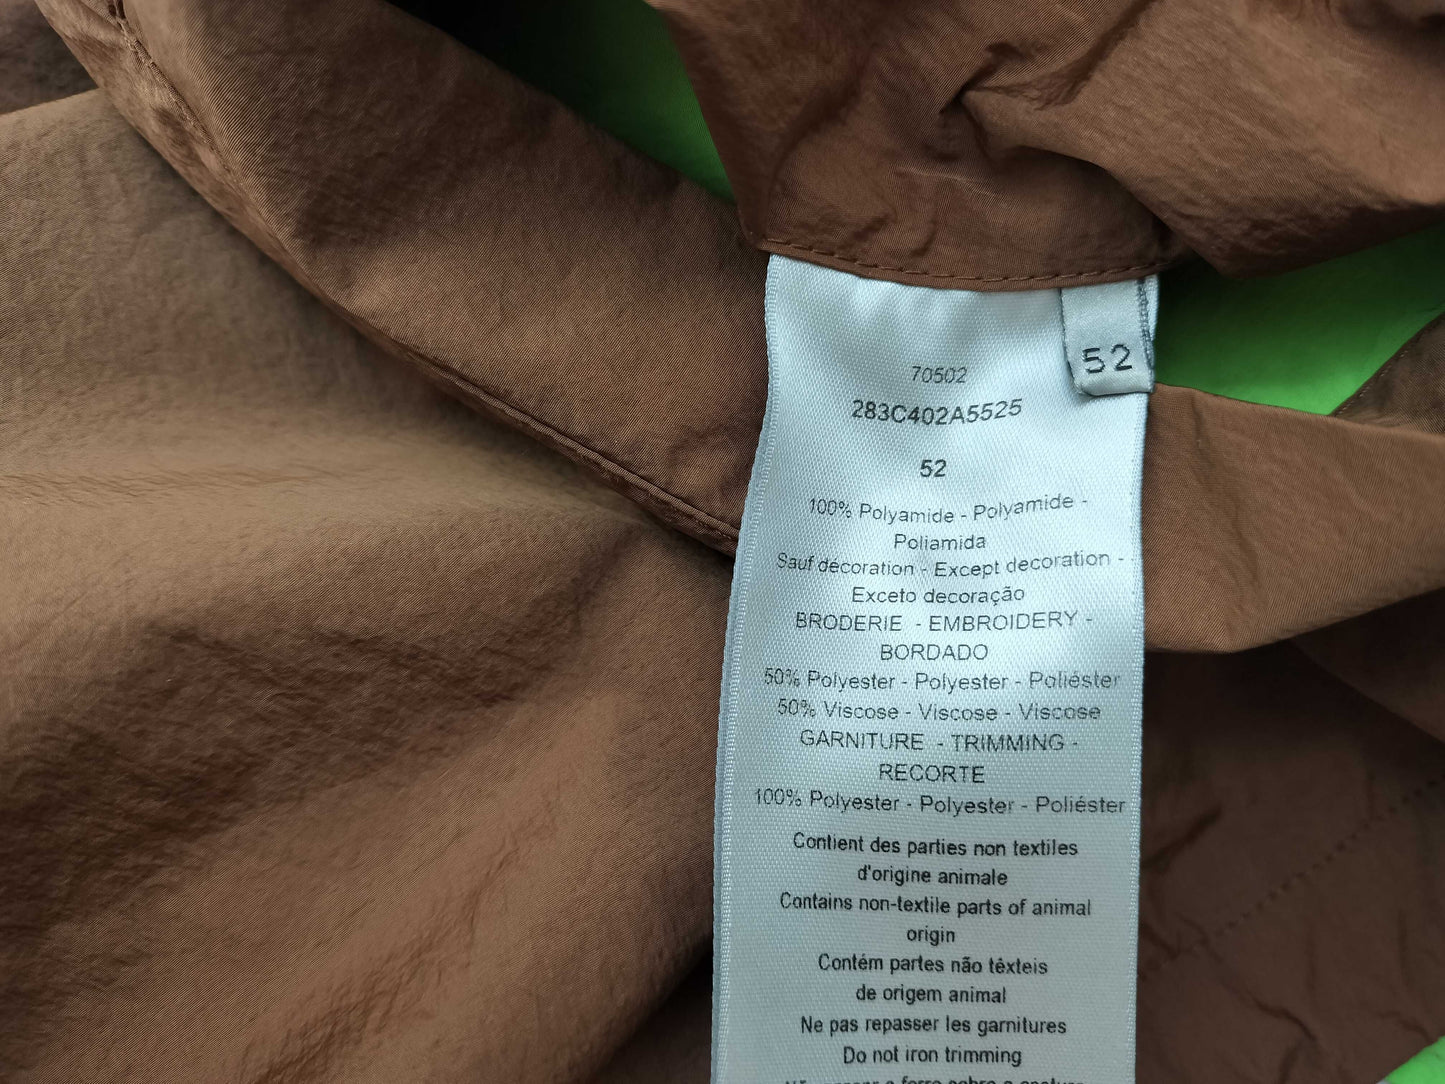 52
70502
283C402A5525
52
100% Polyamide - Polyamide -
Poliamida
Sauf décoration - Except decoration -
Exceto decoração
BRODERIE - EMBROIDERY -
BORDADO
50% Polyester - Polyester - Poliéster
50% Viscose - Viscose - Viscose
GARNITURE - TRIMMING -
RECORTE
100% Polyester - Polyester - Poliéster
Contient des parties non textiles
d'origine animale
Contains non-textile parts of animal
origin
Contém partes não têxteis
de origem animal
Ne pas repasser les garnitures
Do not iron trimming